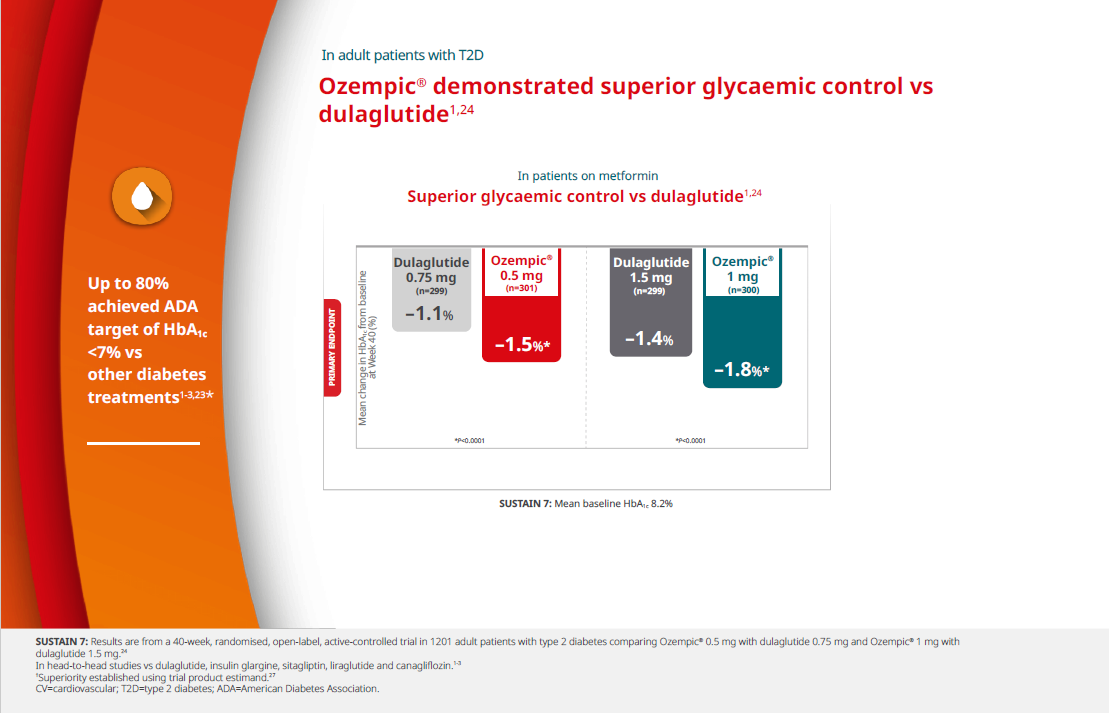 In adult patients with T2D
Ozempic® demonstrated superior glycaemic control vs
dulaglutide1,24
Up to 80%
achieved ADA
target of HbA1c
<7% vs
other diabetes
treatments1-3,23*
In patients on metformin
Superior glycaemic control vs dulaglutide1,24
PRIMARY ENDPOINT
Mean change in HbA1c from baseline
at Week 40 (%)
Dulaglutide
0.75 mg
(n=299)
–1.1%
Ozempic®
0.5 mg
(n=301)
–1.5%*
*P<0.0001
Dulaglutide
1.5 mg
(n=299)
–1.4%
Ozempic®
1 mg
(n=300)
–1.8%*
*P<0.0001
SUSTAIN 7: Mean baseline HbA1c 8.2%
SUSTAIN 7: Results are from a 40-week, randomised, open-label, active-controlled trial in 1201 adult patients with type 2 diabetes comparing Ozempic® 0.5 mg with dulaglutide 0.75 mg and Ozempic® 1 mg with
dulaglutide 1.5 mg.24
In head-to-head studies vs dulaglutide, insulin glargine, sitagliptin, liraglutide and canagliflozin.1-3
†Superiority established using trial product estimand.27
CV=cardiovascular; T2D=type 2 diabetes; ADA=American Diabetes Association.